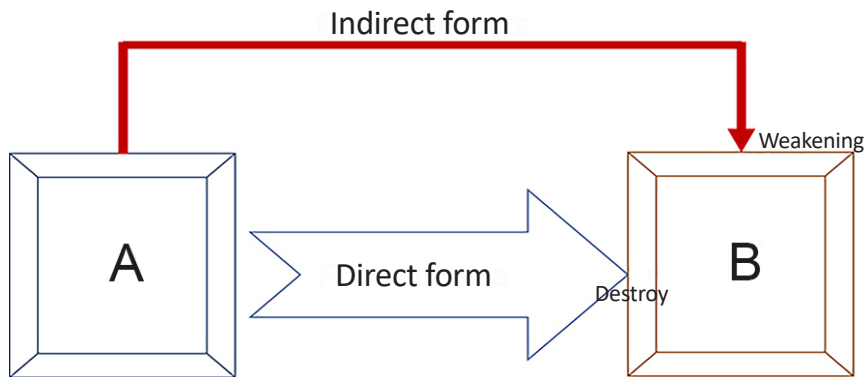 Indirect form
Weakening
A
Direct form
Destroy
B